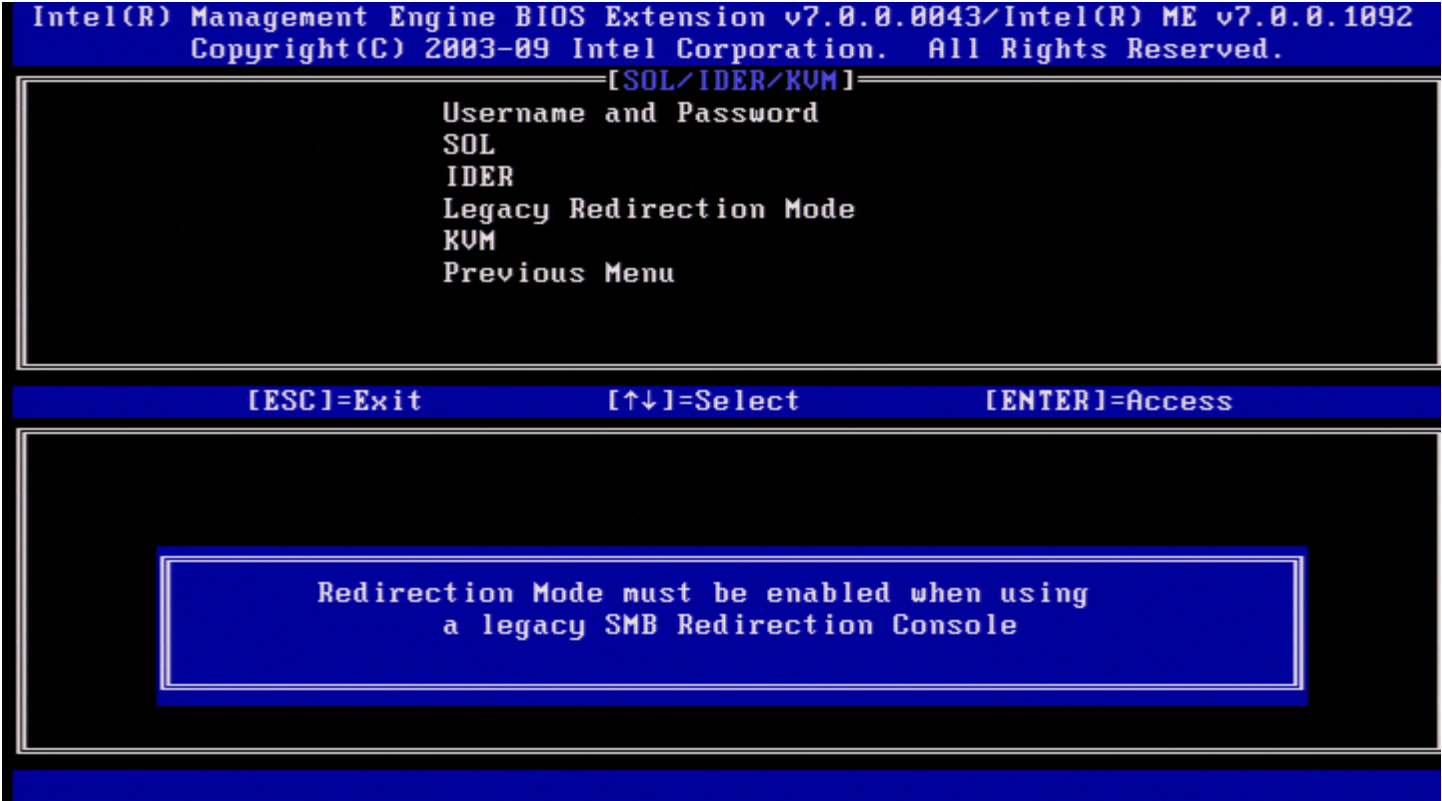 Intel(R) Management Engine BIOS Extension v7.0.0.0043/Intel(R) ME v7.0.0.1092
Copyright(C) 2003-09 Intel Corporation. All Rights Reserved.
[SOL/IDER/KVM]
Username and Password
SOL
IDER
Legacy Redirection Mode
KVM
Previous Menu
[ESC]=Exit [↑↓]=Select [ENTER]=Access
Redirection Mode must be enabled when using
a legacy SMB Redirection Console